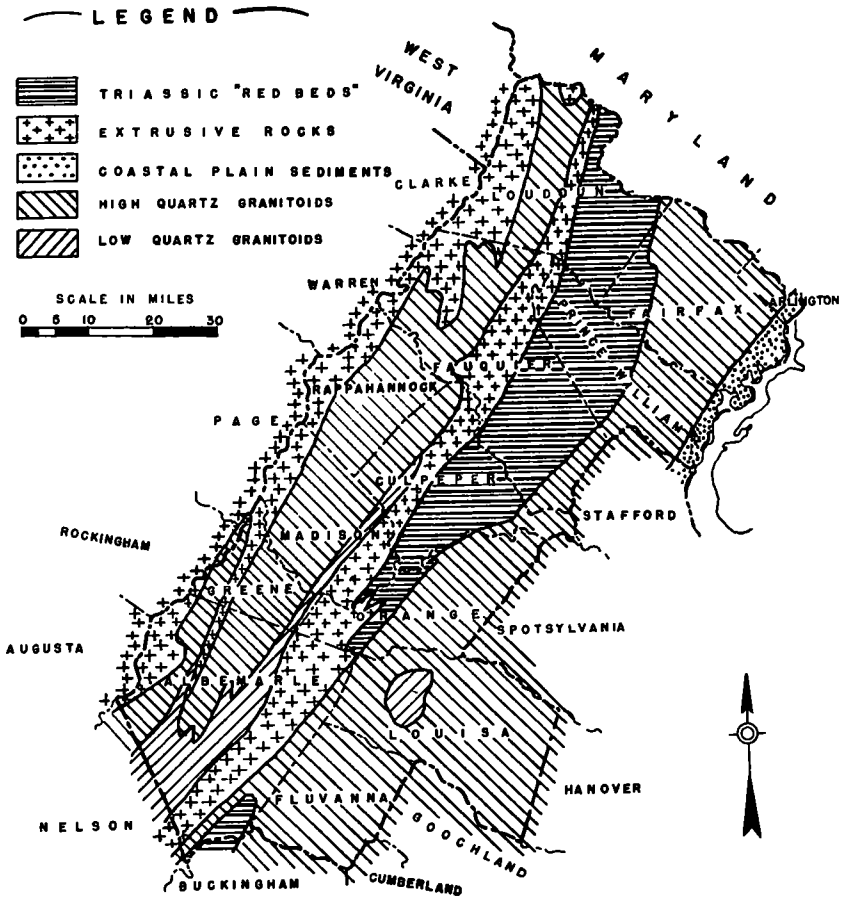 LEGEND
TRIASSIC "RED BEDS"
EXTRUSIVE ROCKS
COASTAL PLAIN SEDIMENTS
HIGH QUARTZ GRANITOIDS
LOW QUARTZ GRANITOIDS
SCALE IN MILES
0 5 10 20 30
WEST
VIRGINIA
MARYLAND
CLARKE
LOUDOUN
WARREN
ARLINGTON
FAIRFAX
PRINCE WILLIAM
FAUQUIER
RAPPAHANNOCK
PAGE
CULPEPER
STAFFORD
ROCKINGHAM
MADISON
GREENE
ORANGE
SPOTSYLVANIA
AUGUSTA
ALBEMARLE
LOUISA
HANOVER
FLUVANNA
NELSON
GOOCHLAND
BUCKINGHAM
CUMBERLAND